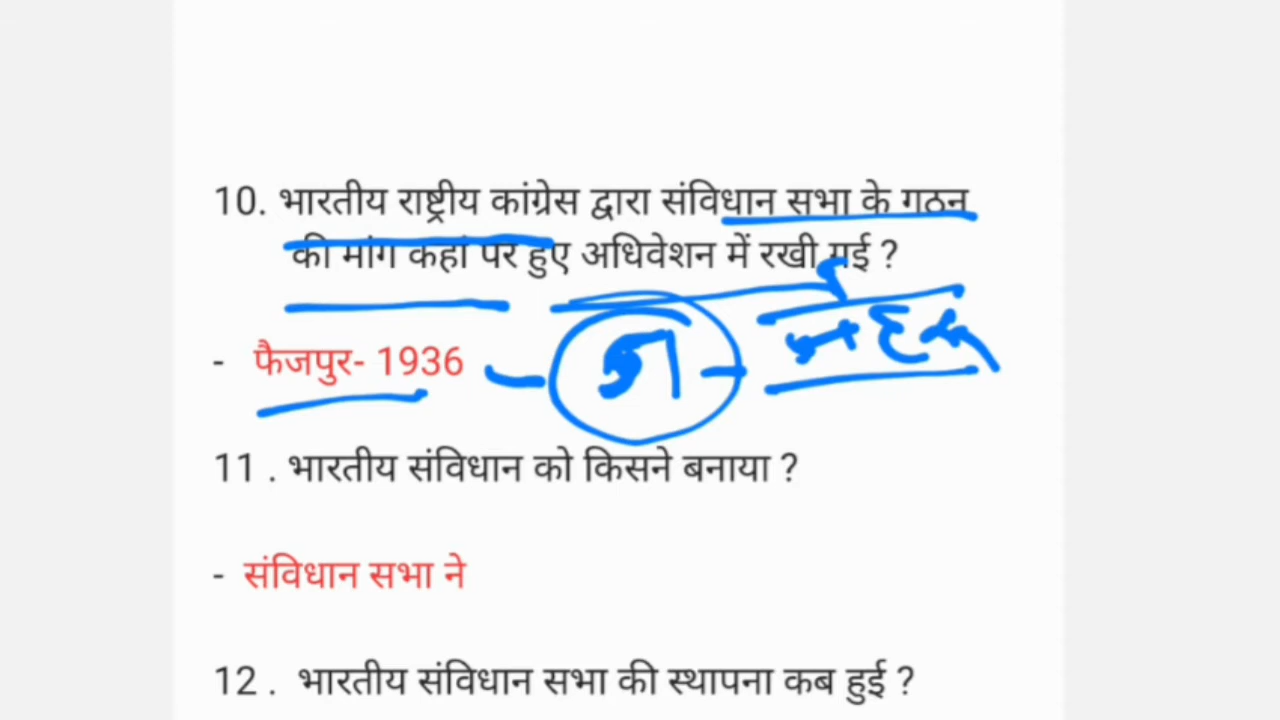 10. भारतीय राष्ट्रीय कांग्रेस द्वारा संविधान सभा के गठन
की मांग कहां पर हुए अधिवेशन में रखी गई ?
- फैजपुर- 1936
11 . भारतीय संविधान को किसने बनाया ?
- संविधान सभा ने
12 . भारतीय संविधान सभा की स्थापना कब हुई ?